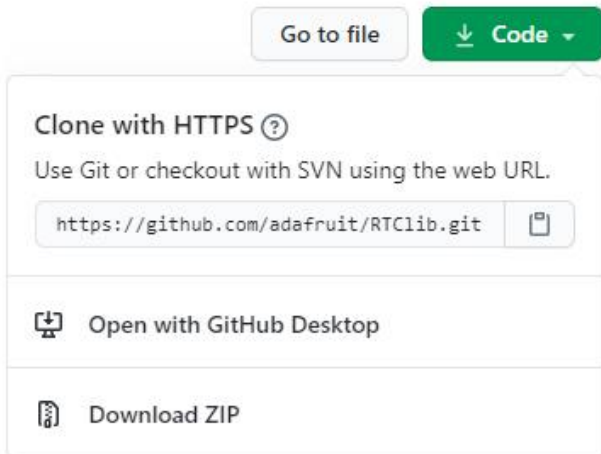 Go to file
Code
Clone with HTTPS
Use Git or checkout with SVN using the web URL.
https://github.com/adafruit/RTClib.git
Open with GitHub Desktop
Download ZIP